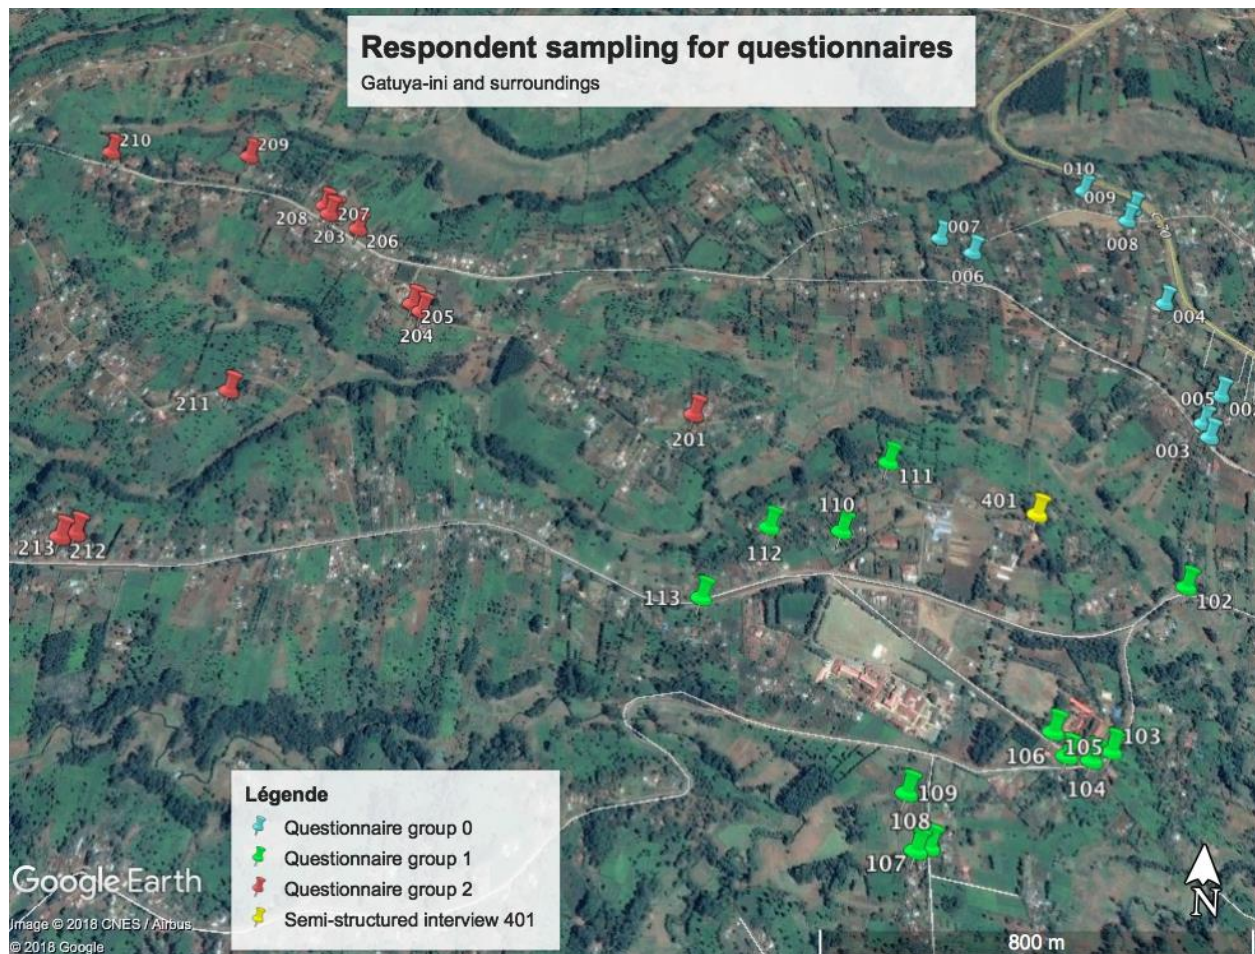 Respondent sampling for questionnaires
Gatuya-ini and surroundings
210
209
010
009
208
207
203
206
007
008
006
004
205
204
005
003
211
201
111
110
401
112
213
212
113
102
103
106
105
104
109
108
107
Légende
Questionnaire group 0
Questionnaire group 1
Questionnaire group 2
Semi-structured interview 401
Google Earth
Image © 2018 CNES / Airbus
© 2018 Google
N
800 m